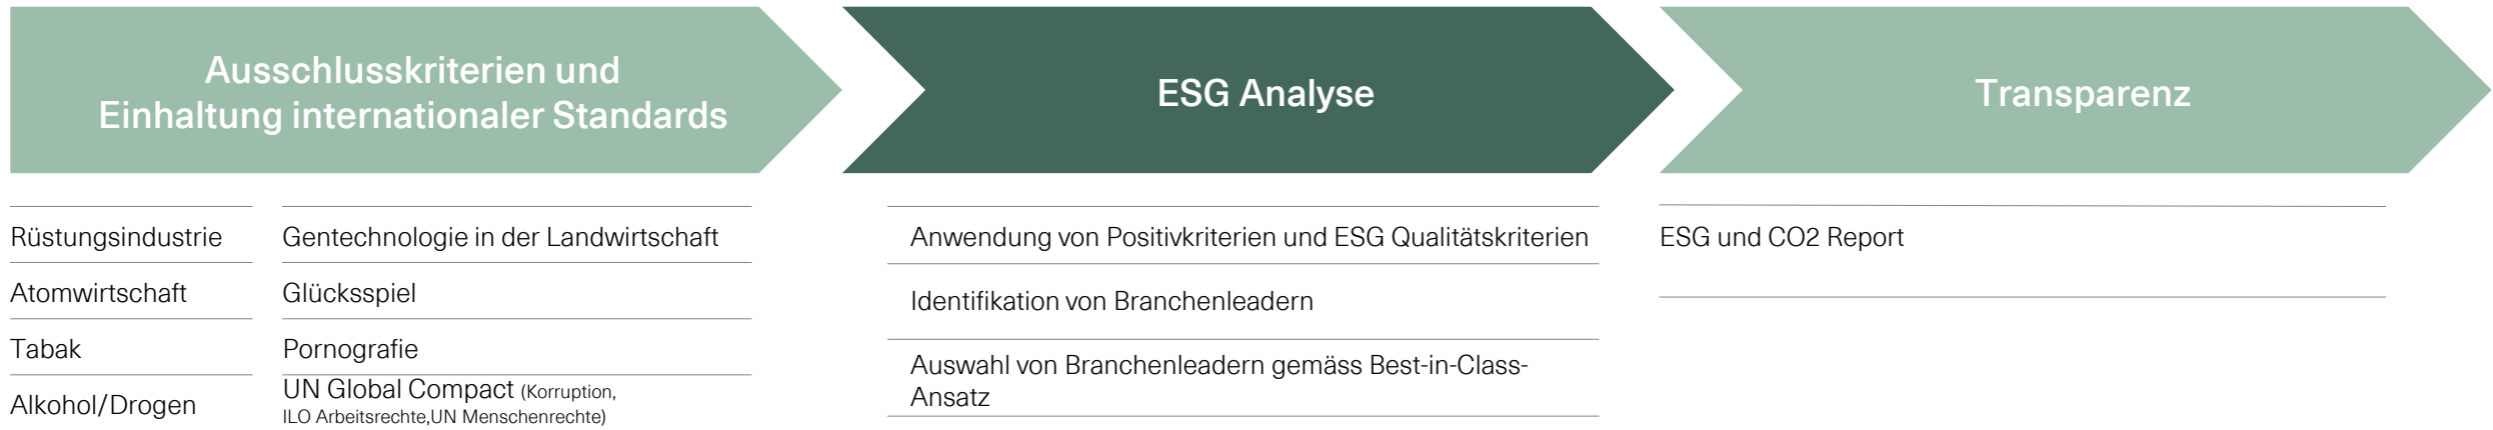 Ausschlusskriterien und
Einhaltung internationaler Standards
ESG Analyse
Transparenz
Rüstungsindustrie
Atomwirtschaft
Tabak
Alkohol/Drogen
Gentechnologie in der Landwirtschaft
Glücksspiel
Pornografie
UN Global Compact (Korruption,
ILO Arbeitsrechte,UN Menschenrechte)
Anwendung von Positivkriterien und ESG Qualitätskriterien
Identifikation von Branchenleadern
Auswahl von Branchenleadern gemäss Best-in-Class-
Ansatz
ESG und CO2 Report